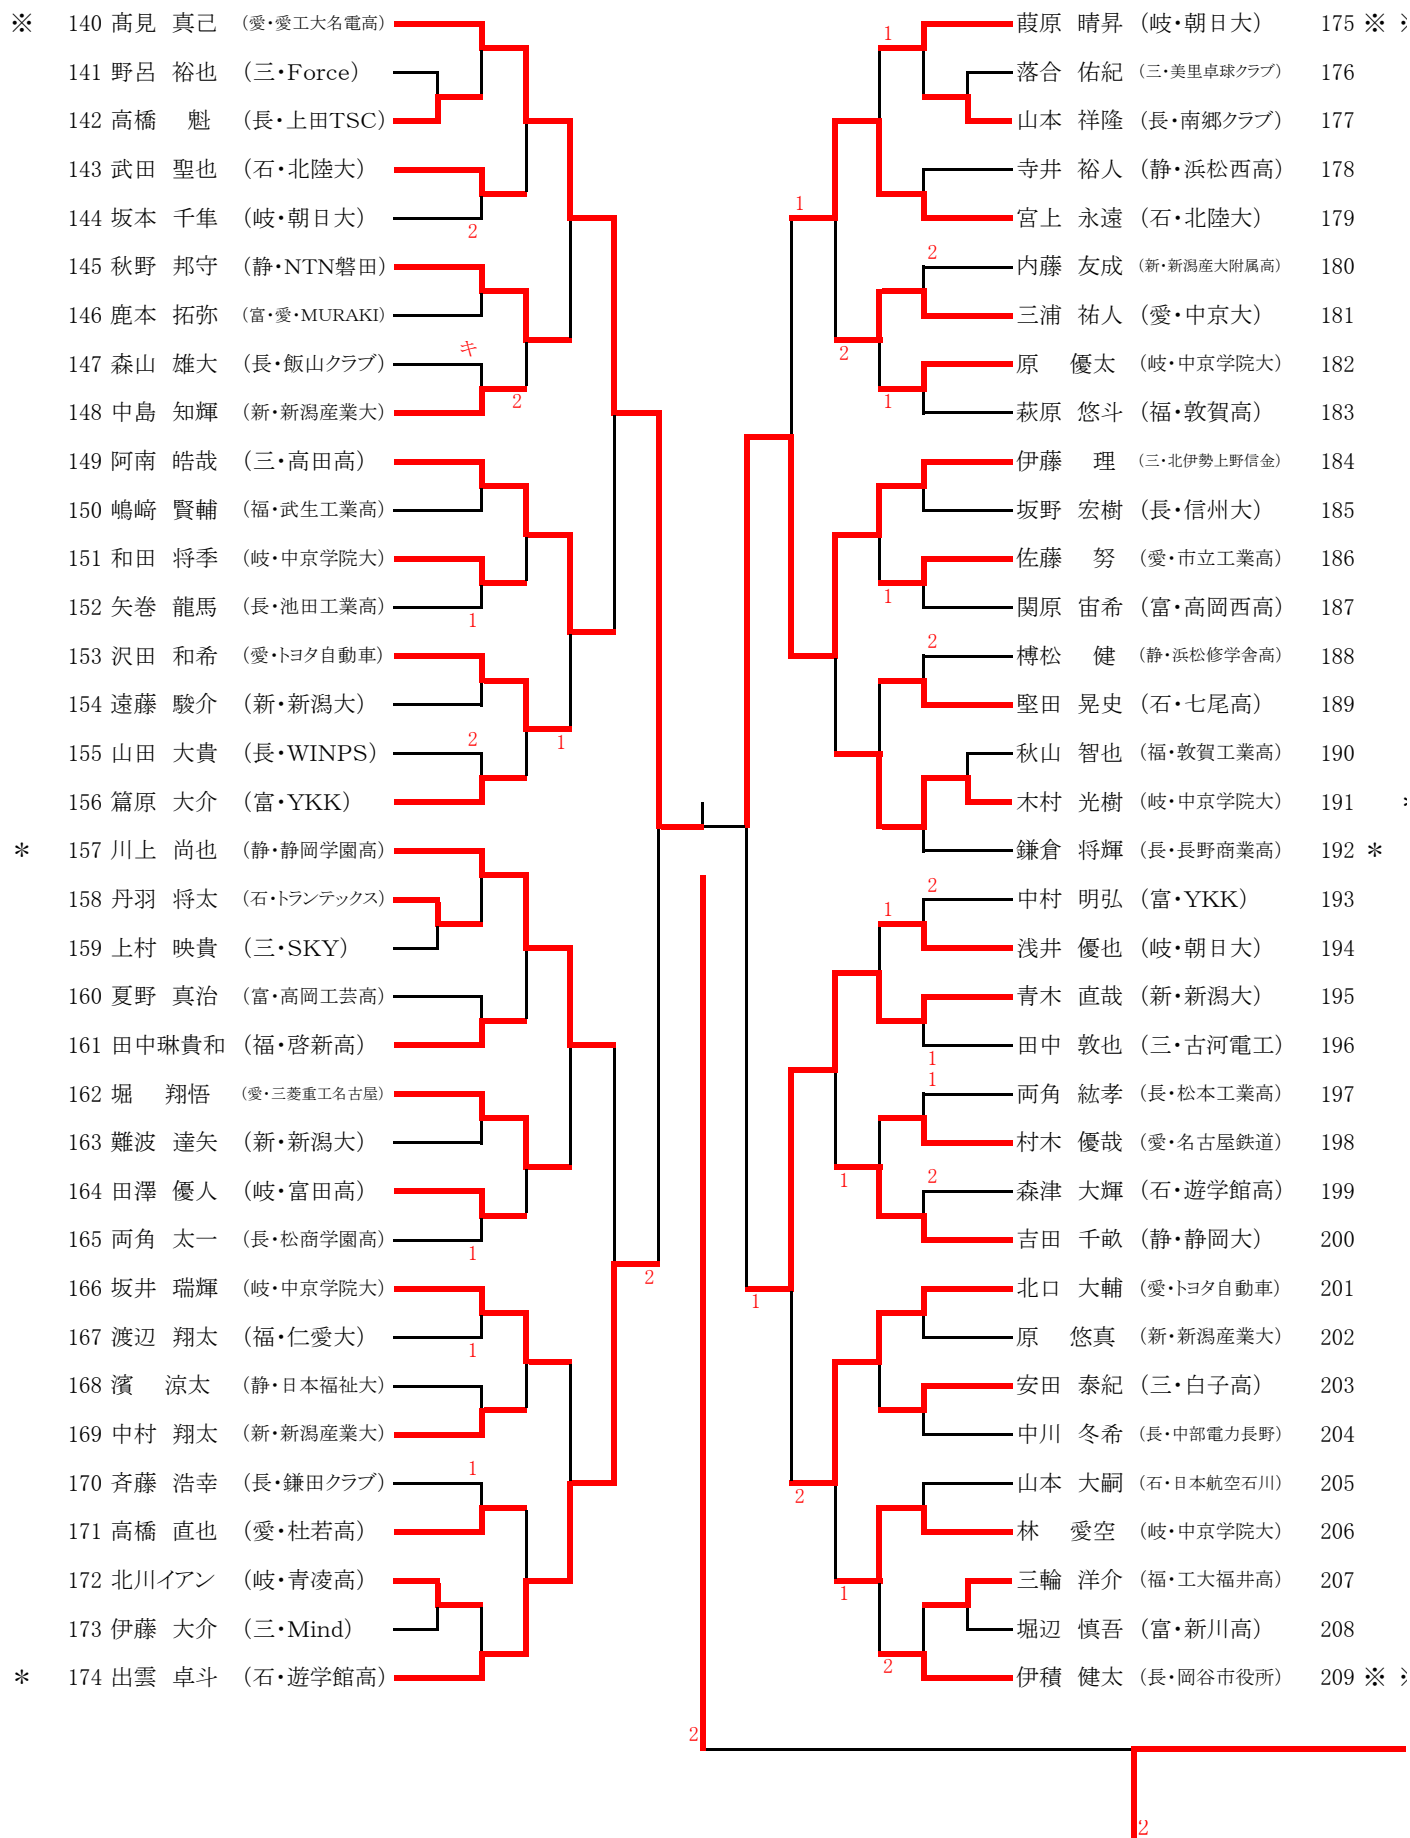 ※ 140 髙見 真己 (愛・愛工大名電高)
141 野呂 裕也 (三・Force)
142 高橋 魁 (長・上田TSC)
143 武田 聖也 (石・北陸大)
144 坂本 千隼 (岐・朝日大)
2
145 秋野 邦守 (静・NTN磐田)
146 鹿本 拓弥 (富・愛・MURAKI)
キ
147 森山 雄大 (長・飯山クラブ)
2
148 中島 知輝 (新・新潟産業大)
149 阿南 皓哉 (三・高田高)
150 嶋﨑 賢輔 (福・武生工業高)
151 和田 将季 (岐・中京学院大)
152 矢巻 龍馬 (長・池田工業高)
1
153 沢田 和希 (愛・トヨタ自動車)
154 遠藤 駿介 (新・新潟大)
2
1
155 山田 大貴 (長・WINPS)
156 篇原 大介 (富・YKK)
* 157 川上 尚也 (静・静岡学園高)
158 丹羽 将太 (石・トランテックス)
159 上村 映貴 (三・SKY)
160 夏野 真治 (富・高岡工芸高)
161 田中琳貴和 (福・啓新高)
162 堀 翔悟 (愛・三菱重工名古屋)
163 難波 達矢 (新・新潟大)
164 田澤 優人 (岐・富田高)
165 両角 太一 (長・松商学園高)
1
2
166 坂井 瑞輝 (岐・中京学院大)
167 渡辺 翔太 (福・仁愛大)
1
168 濱 涼太 (静・日本福祉大)
169 中村 翔太 (新・新潟産業大)
1
170 斉藤 浩幸 (長・鎌田クラブ)
171 高橋 直也 (愛・杜若高)
172 北川イアン (岐・青凌高)
173 伊藤 大介 (三・Mind)
* 174 出雲 卓斗 (石・遊学館高)
1
葭原 晴昇 (岐・朝日大) 175 ※
落合 佑紀 (三・美里卓球クラブ) 176
山本 祥隆 (長・南郷クラブ) 177
寺井 裕人 (静・浜松西高) 178
1
宮上 永遠 (石・北陸大) 179
2
内藤 友成 (新・新潟産大附属高) 180
三浦 祐人 (愛・中京大) 181
2
原 優太 (岐・中京学院大) 182
1
萩原 悠斗 (福・敦賀高) 183
伊藤 理 (三・北伊勢上野信金) 184
坂野 宏樹 (長・信州大) 185
佐藤 努 (愛・市立工業高) 186
1
関原 宙希 (富・高岡西高) 187
2
榑松 健 (静・浜松修学舎高) 188
堅田 晃史 (石・七尾高) 189
秋山 智也 (福・敦賀工業高) 190
木村 光樹 (岐・中京学院大) 191
鎌倉 将輝 (長・長野商業高) 192 *
2
1
中村 明弘 (富・YKK) 193
浅井 優也 (岐・朝日大) 194
青木 直哉 (新・新潟大) 195
田中 敦也 (三・古河電工) 196
1
1
両角 紘孝 (長・松本工業高) 197
村木 優哉 (愛・名古屋鉄道) 198
1
2
森津 大輝 (石・遊学館高) 199
吉田 千畝 (静・静岡大) 200
北口 大輔 (愛・トヨタ自動車) 201
1
原 悠真 (新・新潟産業大) 202
安田 泰紀 (三・白子高) 203
中川 冬希 (長・中部電力長野) 204
山本 大嗣 (石・日本航空石川) 205
2
林 愛空 (岐・中京学院大) 206
三輪 洋介 (福・工大福井高) 207
1
堀辺 慎吾 (富・新川高) 208
2
伊積 健太 (長・岡谷市役所) 209 ※
2
2